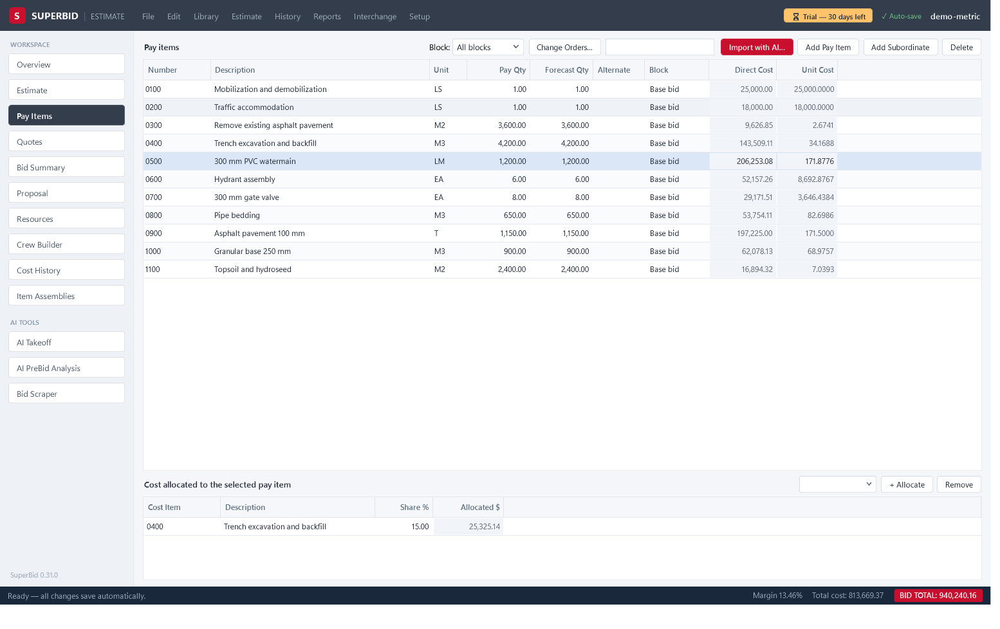 S SUPERBID | ESTIMATE File Edit Library Estimate History Reports Interchange Setup Trial — 30 days left ✓ Auto-save demo-metric
WORKSPACE
Overview
Estimate
Pay Items
Quotes
Bid Summary
Proposal
Resources
Crew Builder
Cost History
Item Assemblies
AI TOOLS
AI Takeoff
AI PreBid Analysis
Bid Scraper
SuperBid 0.31.0
Pay items Block: All blocks Change Orders... Import with AI... Add Pay Item Add Subordinate Delete
Number Description Unit Pay Qty Forecast Qty Alternate Block Direct Cost Unit Cost
0100 Mobilization and demobilization LS 1.00 1.00 Base bid 25,000.00 25,000.0000
0200 Traffic accommodation LS 1.00 1.00 Base bid 18,000.00 18,000.0000
0300 Remove existing asphalt pavement M2 3,600.00 3,600.00 Base bid 9,626.85 2.6741
0400 Trench excavation and backfill M3 4,200.00 4,200.00 Base bid 143,509.11 34.1688
0500 300 mm PVC watermain LM 1,200.00 1,200.00 Base bid 206,253.08 171.8776
0600 Hydrant assembly EA 6.00 6.00 Base bid 52,157.26 8,692.8767
0700 300 mm gate valve EA 8.00 8.00 Base bid 29,171.51 3,646.4384
0800 Pipe bedding M3 650.00 650.00 Base bid 53,754.11 82.6986
0900 Asphalt pavement 100 mm T 1,150.00 1,150.00 Base bid 197,225.00 171.5000
1000 Granular base 250 mm M3 900.00 900.00 Base bid 62,078.13 68.9757
1100 Topsoil and hydroseed M2 2,400.00 2,400.00 Base bid 16,894.32 7.0393
Cost allocated to the selected pay item + Allocate Remove
Cost Item Description Share % Allocated $
0400 Trench excavation and backfill 15.00 25,325.14
Ready — all changes save automatically. Margin 13.46% Total cost: 813,669.37 BID TOTAL: 940,240.16